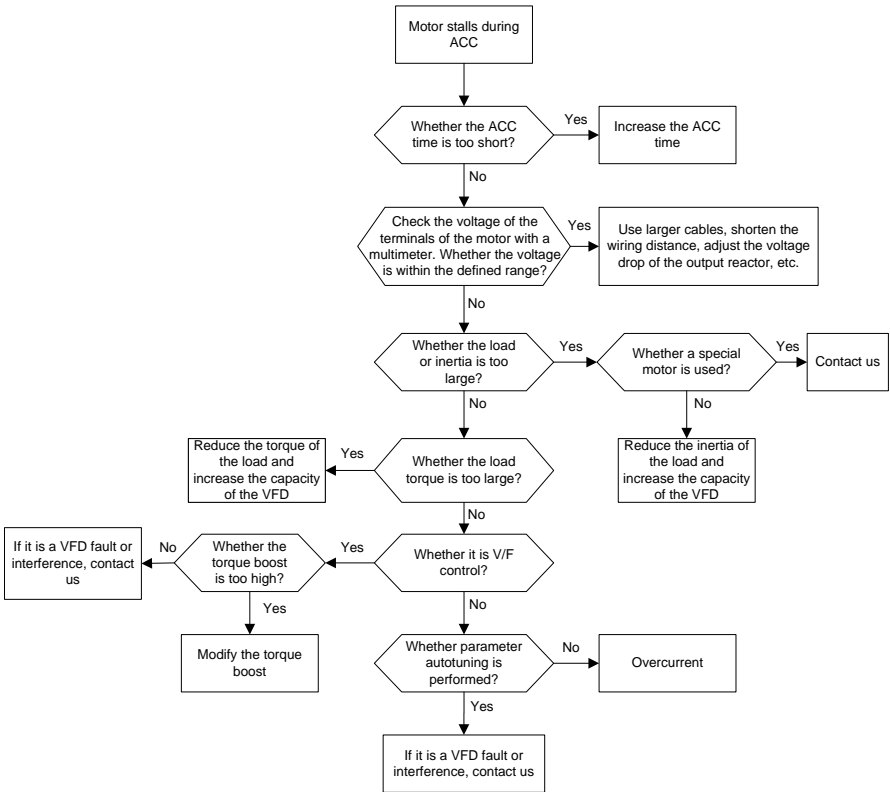 Motor stalls during
ACC
Whether the ACC
time is too short?
Yes
Increase the ACC
time
No
Check the voltage of the
terminals of the motor with a
multimeter. Whether the voltage
is within the defined range?
Yes
Use larger cables, shorten the
wiring distance, adjust the voltage
drop of the output reactor, etc.
No
Whether the load
or inertia is too
large?
Yes
Whether a special
motor is used?
Yes
Contact us
No
No
Reduce the inertia of
the load and
increase the capacity
of the VFD
Whether the load
torque is too large?
Yes
Reduce the torque of
the load and
increase the capacity
of the VFD
No
Whether it is V/F
control?
Yes
Whether the
torque boost
is too high?
No
If it is a VFD fault or
interference, contact
us
Yes
Modify the torque
boost
No
Whether parameter
autotuning is
performed?
No
Overcurrent
Yes
If it is a VFD fault or
interference, contact us